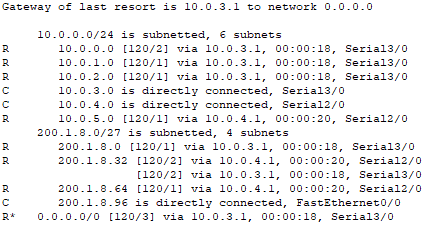 Gateway of last resort is 10.0.3.1 to network 0.0.0.0
10.0.0.0/24 is subnetted, 6 subnets
R 10.0.0.0 [120/2] via 10.0.3.1, 00:00:18, Serial3/0
R 10.0.1.0 [120/1] via 10.0.3.1, 00:00:18, Serial3/0
R 10.0.2.0 [120/1] via 10.0.3.1, 00:00:18, Serial3/0
C 10.0.3.0 is directly connected, Serial3/0
C 10.0.4.0 is directly connected, Serial2/0
R 10.0.5.0 [120/1] via 10.0.4.1, 00:00:20, Serial2/0
200.1.8.0/27 is subnetted, 4 subnets
R 200.1.8.0 [120/1] via 10.0.3.1, 00:00:18, Serial3/0
R 200.1.8.32 [120/2] via 10.0.4.1, 00:00:20, Serial2/0
[120/2] via 10.0.3.1, 00:00:18, Serial3/0
R 200.1.8.64 [120/1] via 10.0.4.1, 00:00:20, Serial2/0
C 200.1.8.96 is directly connected, FastEthernet0/0
R* 0.0.0.0/0 [120/3] via 10.0.3.1, 00:00:18, Serial3/0